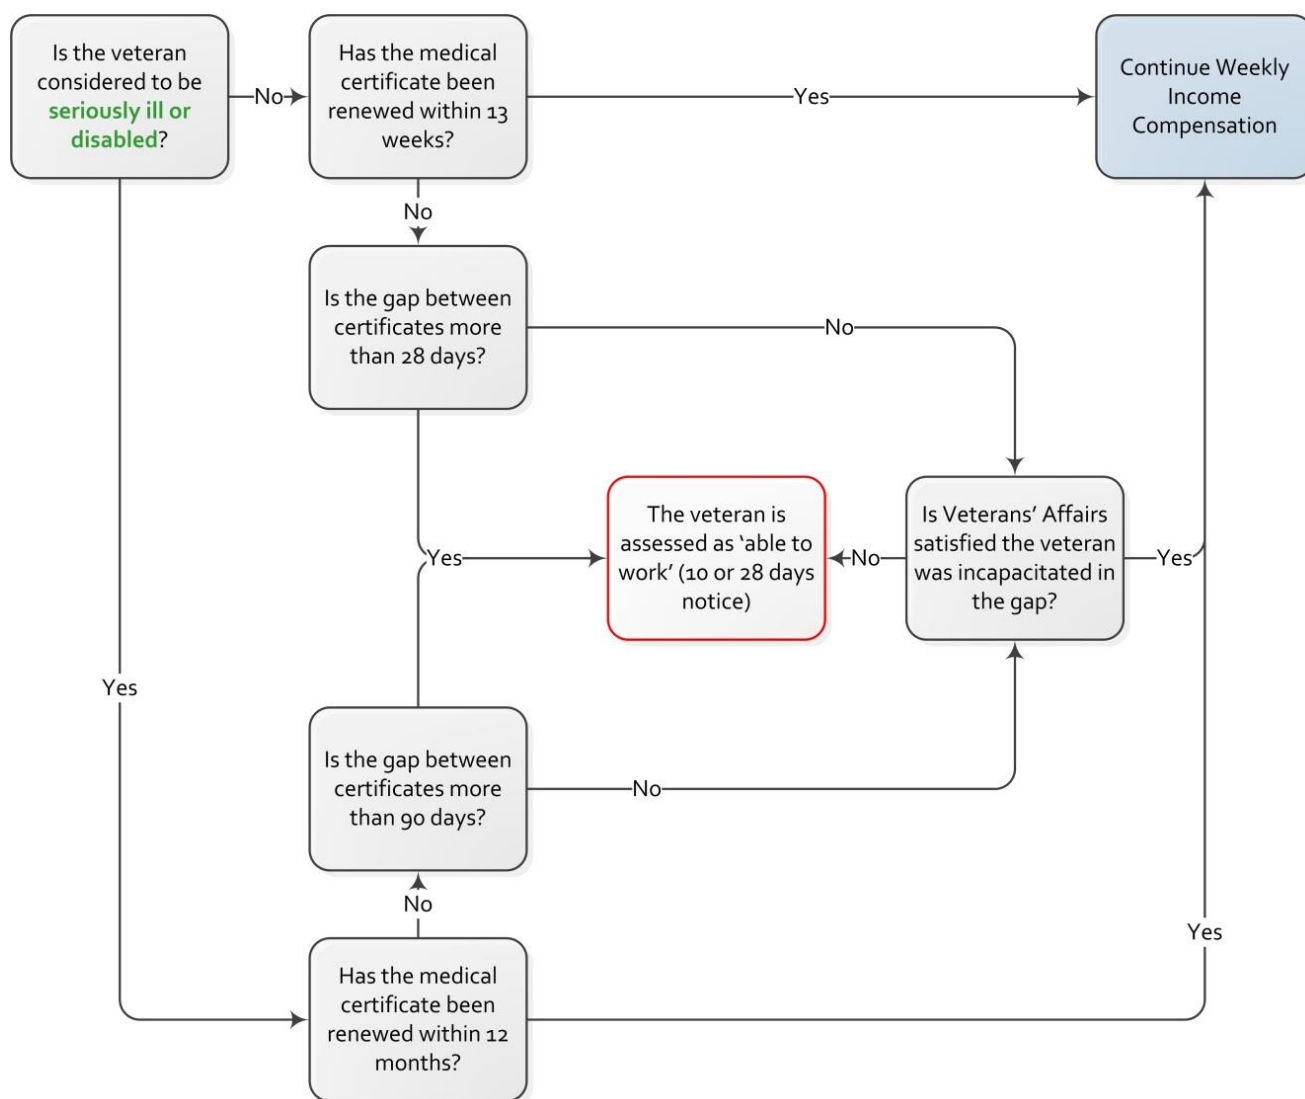 Is the veteran
considered to be
seriously ill or
disabled?
No
Has the medical
certificate been
renewed within 13
weeks?
Yes
Continue Weekly
Income
Compensation
No
Is the gap between
certificates more
than 28 days?
No
Yes
The veteran is
assessed as ‘able to
work’ (10 or 28 days
notice)
No
Is Veterans’ Affairs
satisfied the veteran
was incapacitated in
the gap?
Yes
Yes
Is the gap between
certificates more
than 90 days?
No
No
Has the medical
certificate been
renewed within 12
months?
Yes